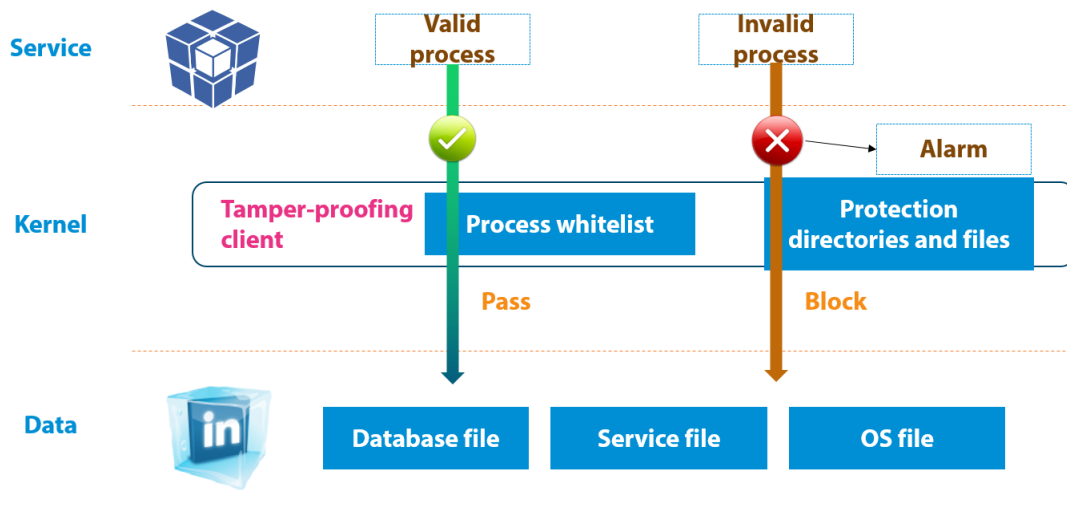 Service
Valid
process
Invalid
process
Alarm
Kernel
Tamper-proofing
client
Process whitelist
Protection
directories and files
Pass
Block
Data
in
Database file
Service file
OS file